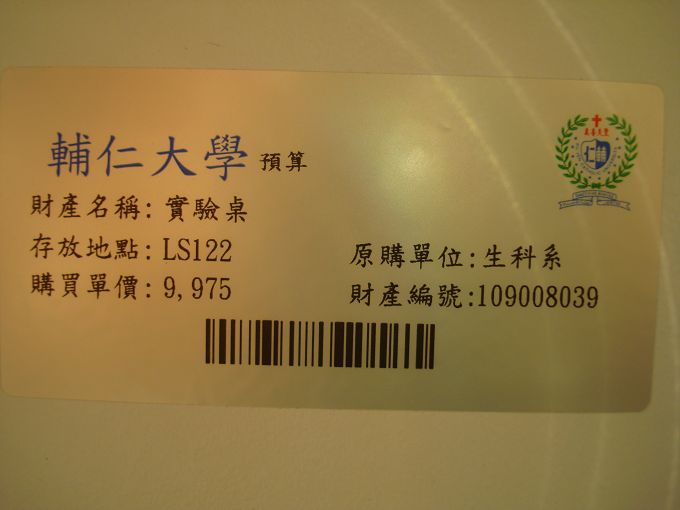 輔仁大學 預算
財產名稱: 實驗桌
存放地點: LS122
原購單位:生科系
購買單價: 9,975
財產編號:109008039